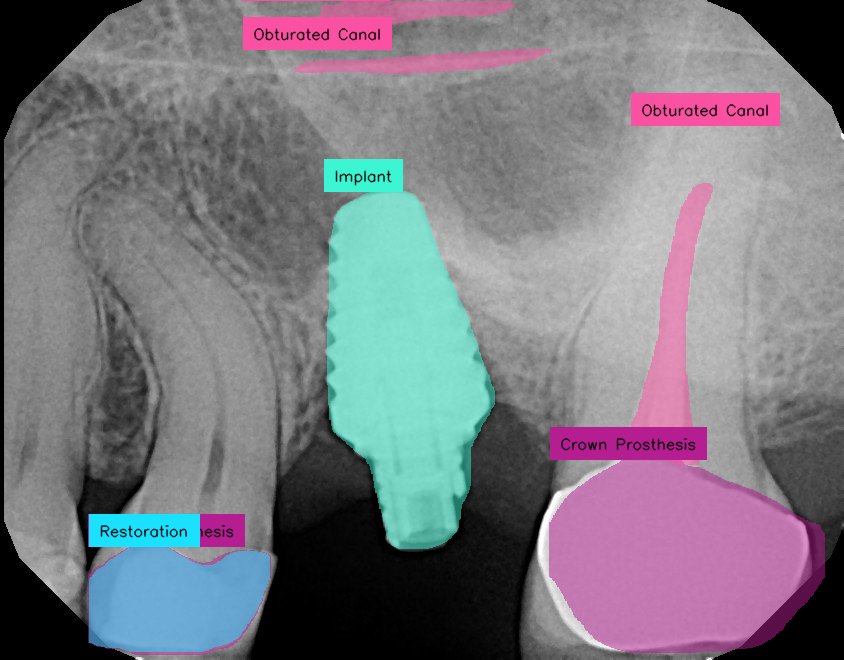 Obturated Canal
Obturated Canal
Implant
Crown Prosthesis
Restoration